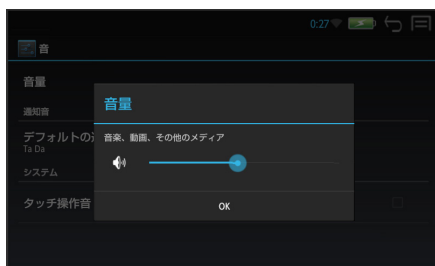 0:27
音
音量
通知音
デフォルトの通
Ta Da
システム
タッチ操作音
音量
音楽、動画、その他のメディア
OK